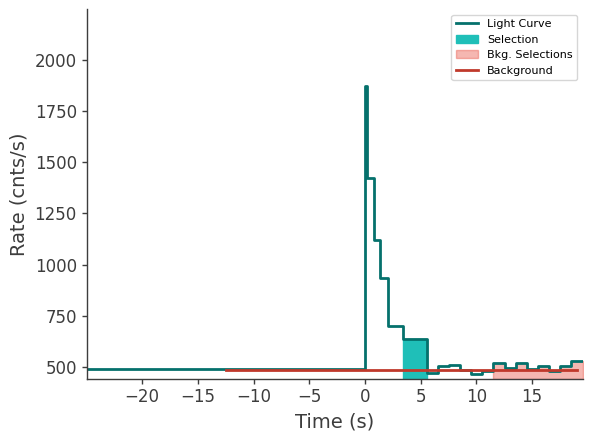 Light Curve
Selection
Bkg. Selections
Background
2000
1750
1500
1250
1000
750
500
Rate (cnts/s)
−20 −15 −10 −5 0 5 10 15
Time (s)